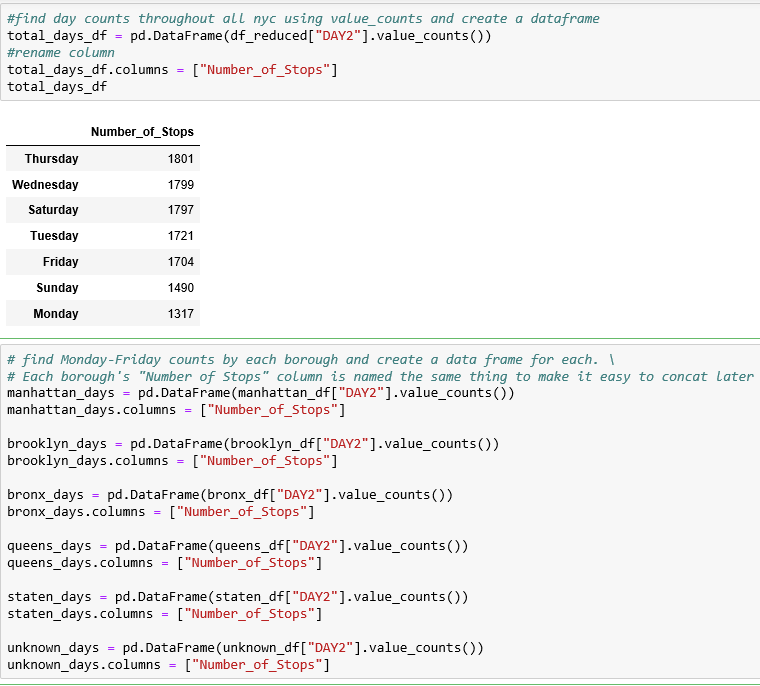 #find day counts throughout all nyc using value_counts and create a dataframe
total_days_df = pd.DataFrame(df_reduced["DAY2"].value_counts())
#rename column
total_days_df.columns = ["Number_of_Stops"]
total_days_df
Number_of_Stops
Thursday 1801
Wednesday 1799
Saturday 1797
Tuesday 1721
Friday 1704
Sunday 1490
Monday 1317
# find Monday-Friday counts by each borough and create a data frame for each. \
# Each borough's "Number of Stops" column is named the same thing to make it easy to concat later
manhattan_days = pd.DataFrame(manhattan_df["DAY2"].value_counts())
manhattan_days.columns = ["Number_of_Stops"]
brooklyn_days = pd.DataFrame(brooklyn_df["DAY2"].value_counts())
brooklyn_days.columns = ["Number_of_Stops"]
bronx_days = pd.DataFrame(bronx_df["DAY2"].value_counts())
bronx_days.columns = ["Number_of_Stops"]
queens_days = pd.DataFrame(queens_df["DAY2"].value_counts())
queens_days.columns = ["Number_of_Stops"]
staten_days = pd.DataFrame(staten_df["DAY2"].value_counts())
staten_days.columns = ["Number_of_Stops"]
unknown_days = pd.DataFrame(unknown_df["DAY2"].value_counts())
unknown_days.columns = ["Number_of_Stops"]